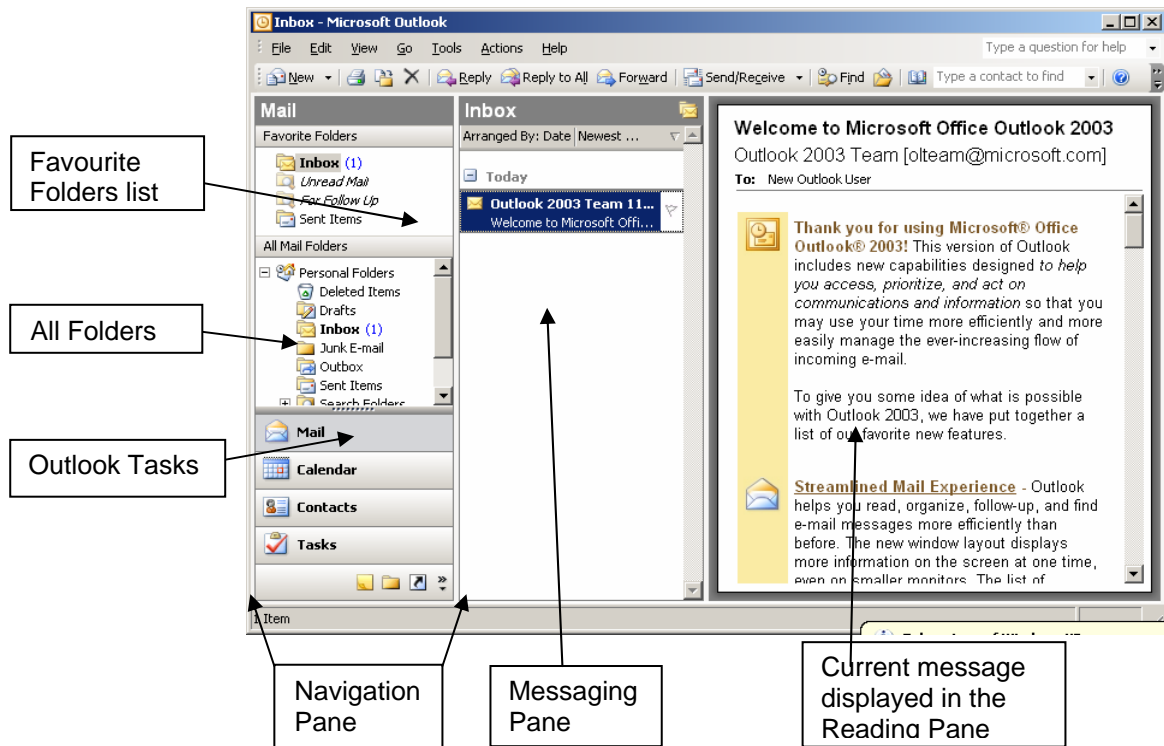 Inbox - Microsoft Outlook
File Edit View Go Tools Actions Help
Type a question for help
New Reply Reply to All Forward Send/Receive Find Type a contact to find
Mail
Favorite Folders
Inbox (1)
Unread Mail
For Follow Up
Sent Items
All Mail Folders
Personal Folders
Deleted Items
Drafts
Inbox (1)
Junk E-mail
Outbox
Sent Items
Search Folders
Mail
Calendar
Contacts
Tasks
1 Item
Inbox
Arranged By: Date Newest ...
Today
Outlook 2003 Team 11...
Welcome to Microsoft Offi...
Welcome to Microsoft Office Outlook 2003
Outlook 2003 Team [olteam@microsoft.com]
To: New Outlook User
Thank you for using Microsoft® Office
Outlook® 2003! This version of Outlook
includes new capabilities designed to help
you access, prioritize, and act on
communications and information so that you
may use your time more efficiently and more
easily manage the ever-increasing flow of
incoming e-mail.
To give you some idea of what is possible
with Outlook 2003, we have put together a
list of our favorite new features.
Streamlined Mail Experience - Outlook
helps you read, organize, follow-up, and find
e-mail messages more efficiently than
before. The new window layout displays
more information on the screen at one time,
even on smaller monitors. The list of
Favourite
Folders list
All Folders
Outlook Tasks
Navigation
Pane
Messaging
Pane
Current message
displayed in the
Reading Pane